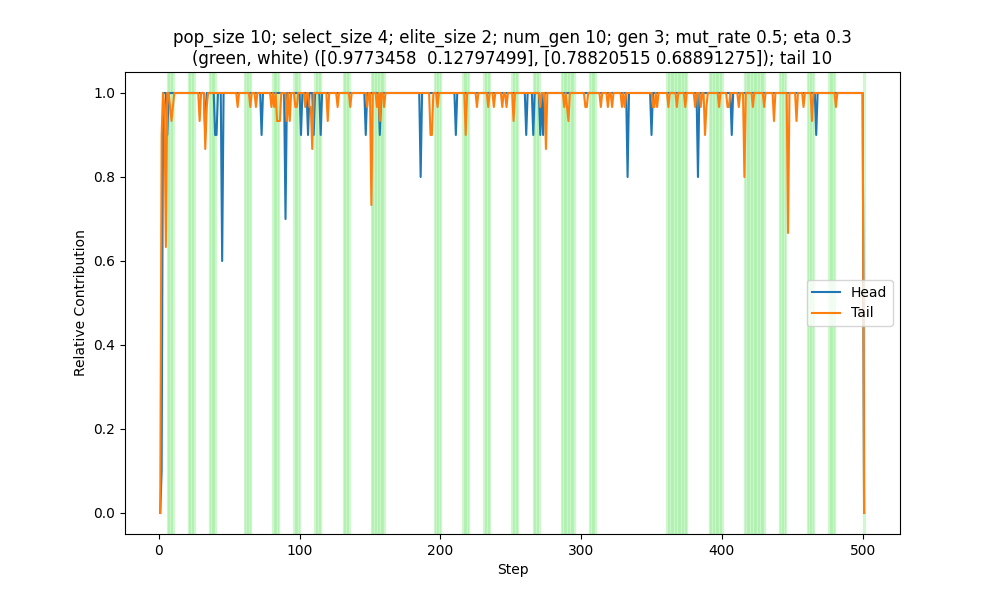 pop_size 10; select_size 4; elite_size 2; num_gen 10; gen 3; mut_rate 0.5; eta 0.3
(green, white) ([0.9773458  0.12797499], [0.78820515 0.68891275]); tail 10
1.0
0.8
0.6
0.4
0.2
0.0
Relative Contribution
Head
Tail
0
100
200
300
400
500
Step